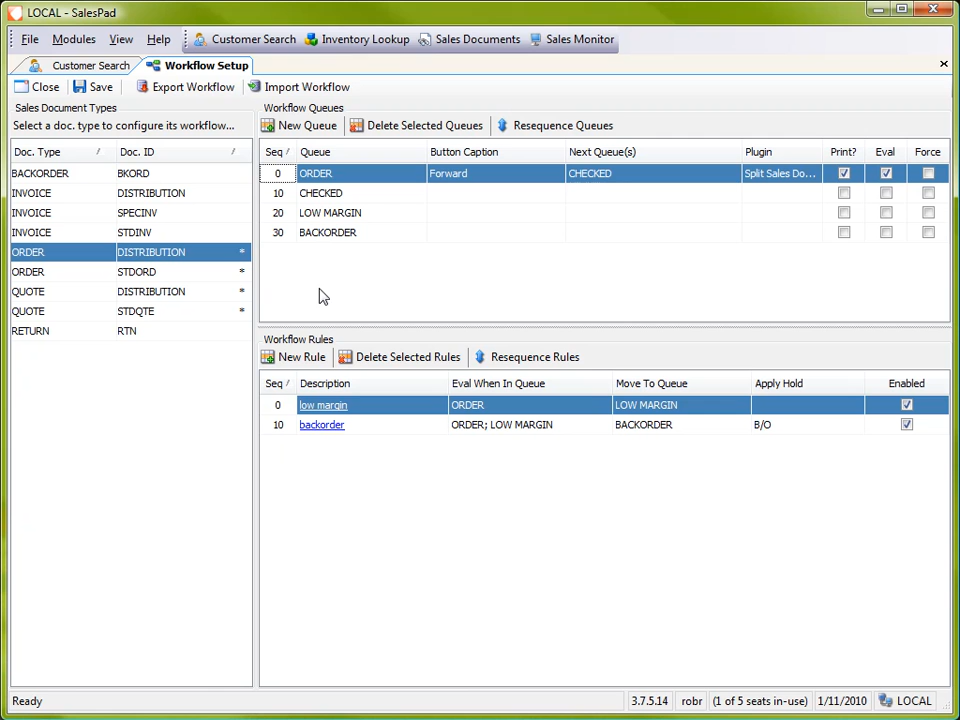 LOCAL - SalesPad
File Modules View Help Customer Search Inventory Lookup Sales Documents Sales Monitor
Customer Search Workflow Setup
Close Save Export Workflow Import Workflow
Sales Document Types
Select a doc. type to configure its workflow...
Doc. Type / Doc. ID /
BACKORDER BKORD
INVOICE DISTRIBUTION
INVOICE SPECINV
INVOICE STDINV
ORDER DISTRIBUTION *
ORDER STDORD *
QUOTE DISTRIBUTION *
QUOTE STDQTE *
RETURN RTN
Workflow Queues
New Queue Delete Selected Queues Resequence Queues
Seq / Queue Button Caption Next Queue(s) Plugin Print? Eval Force
0 ORDER Forward CHECKED Split Sales Do...
10 CHECKED
20 LOW MARGIN
30 BACKORDER
Workflow Rules
New Rule Delete Selected Rules Resequence Rules
Seq / Description Eval When In Queue Move To Queue Apply Hold Enabled
0 low margin ORDER LOW MARGIN
10 backorder ORDER; LOW MARGIN BACKORDER B/O
Ready 3.7.5.14 robr (1 of 5 seats in-use) 1/11/2010 LOCAL